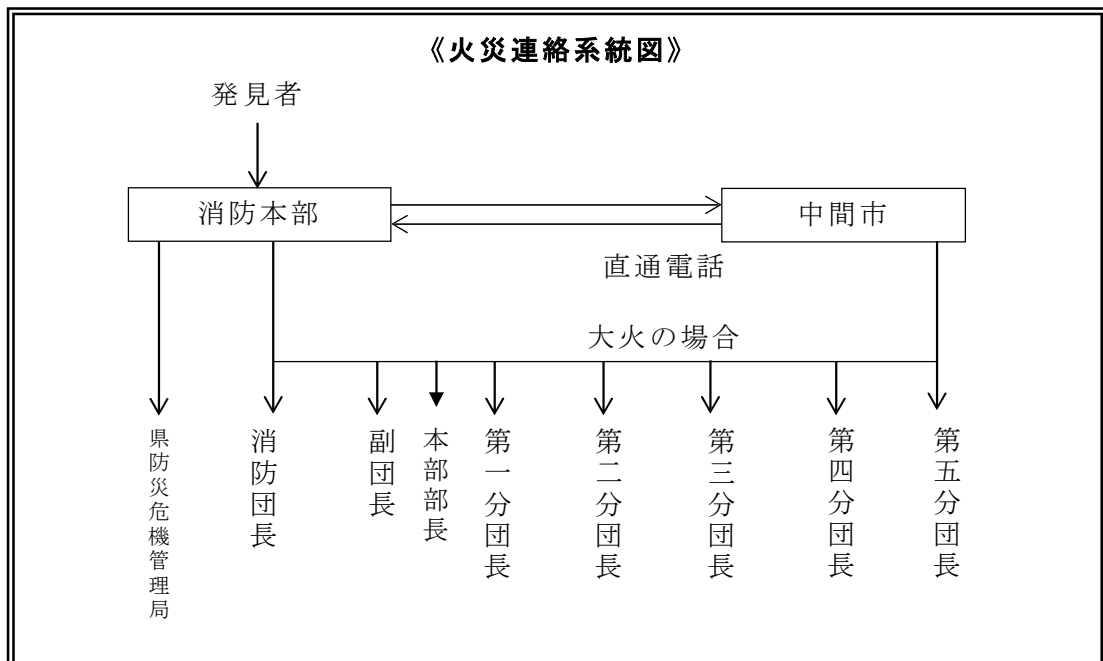 《火災連絡系統図》
発見者
消防本部
中間市
直通電話
大火の場合
県防災危機管理局
消防団長
副団長
本部部長
第一分団長
第二分団長
第三分団長
第四分団長
第五分団長